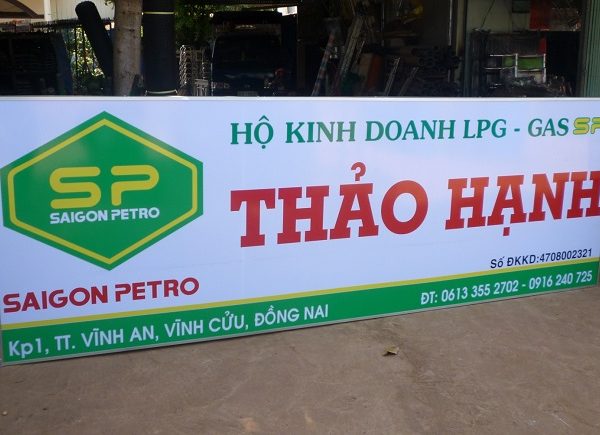 HỘ KINH DOANH LPG - GAS SP
SP
SAIGON PETRO
THẢO HẠNH
Số ĐKKD:4708002321
SAIGON PETRO
ĐT: 0613 355 2702 - 0916 240 725
Kp1, TT. VĨNH AN, VĨNH CỬU, ĐỒNG NAI